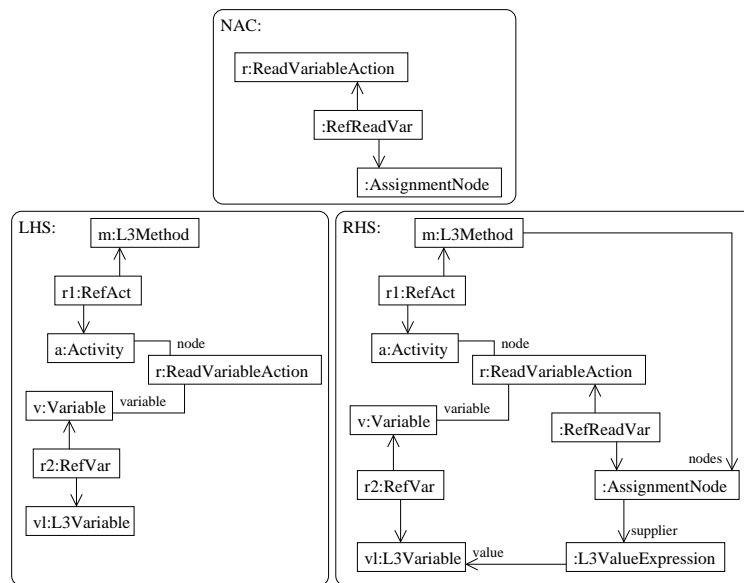 NAC:
r:ReadVariableAction
:RefReadVar
:AssignmentNode
LHS:
m:L3Method
r1:RefAct
a:Activity
node
r:ReadVariableAction
v:Variable
variable
r2:RefVar
vl:L3Variable
RHS:
m:L3Method
r1:RefAct
a:Activity
node
r:ReadVariableAction
v:Variable
variable
:RefReadVar
r2:RefVar
nodes
:AssignmentNode
supplier
vl:L3Variable
value
:L3ValueExpression